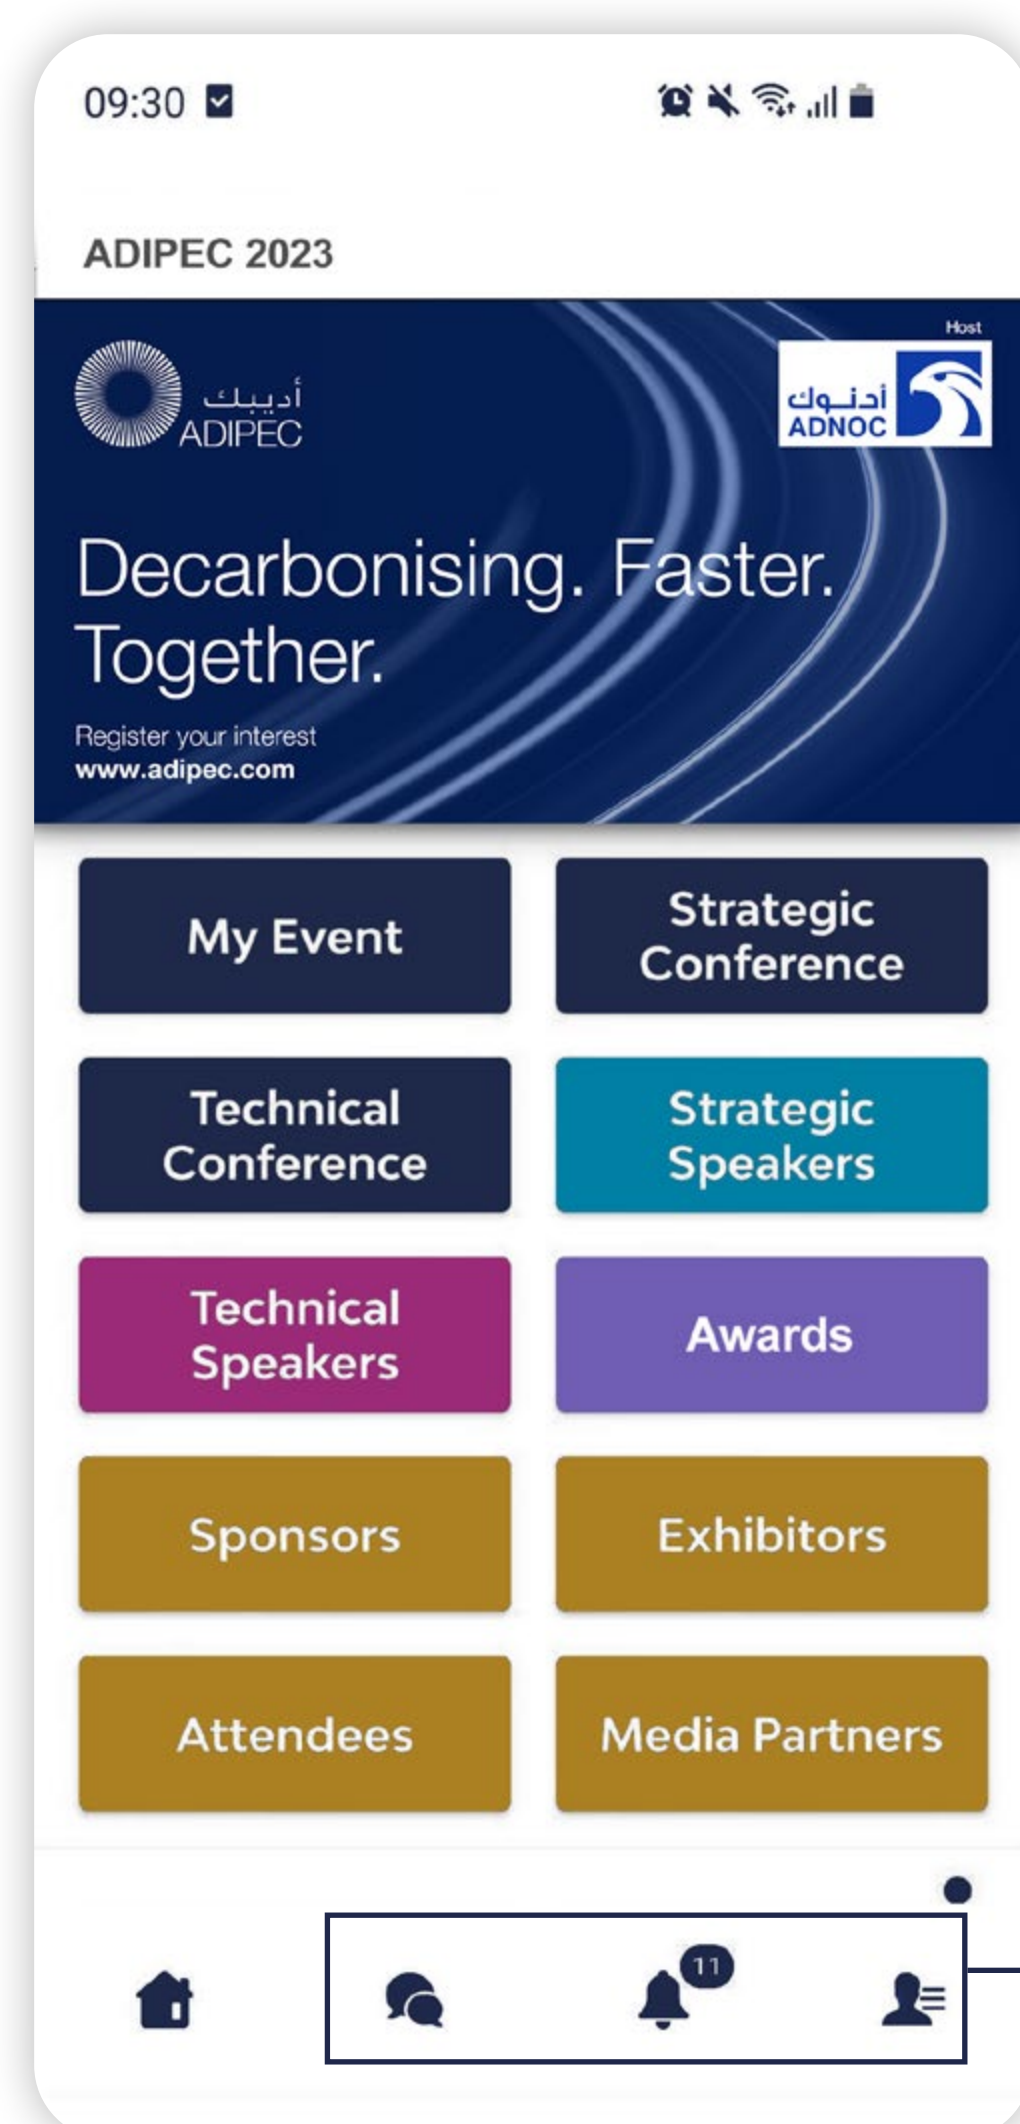 09:30
ADIPEC 2023
Host
أديبك
ADIPEC
أدنوك
ADNOC
Decarbonising. Faster.
Together.
Register your interest
www.adipec.com
My Event
Strategic
Conference
Technical
Conference
Strategic
Speakers
Technical
Speakers
Awards
Sponsors
Exhibitors
Attendees
Media Partners
11